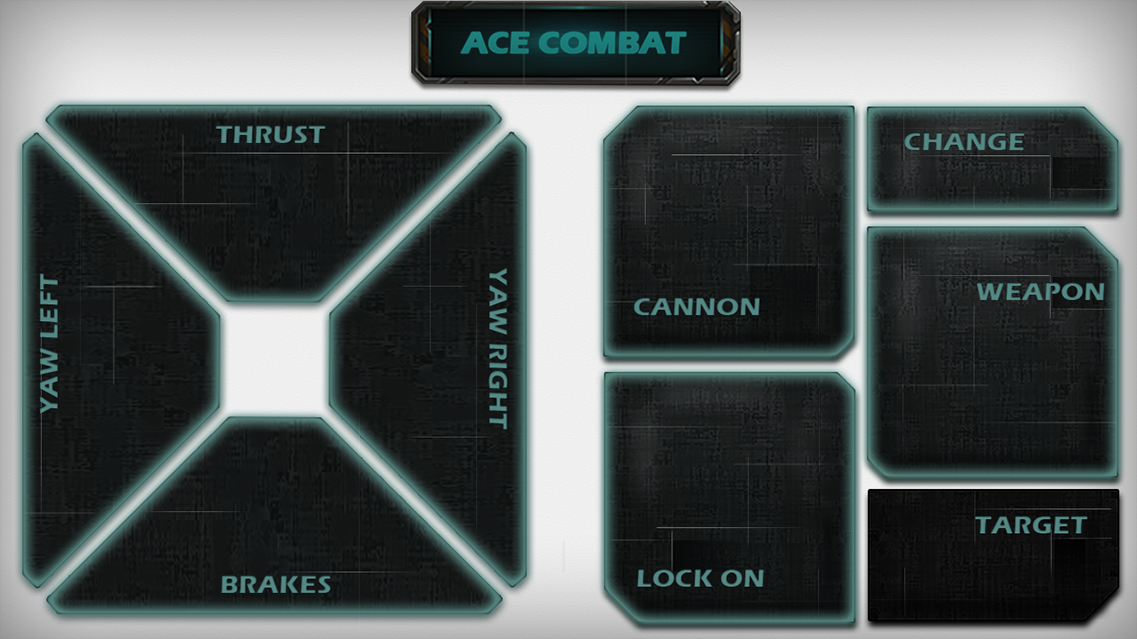 ACE COMBAT
THRUST
YAW LEFT
YAW RIGHT
BRAKES
CANNON
CHANGE
WEAPON
LOCK ON
TARGET